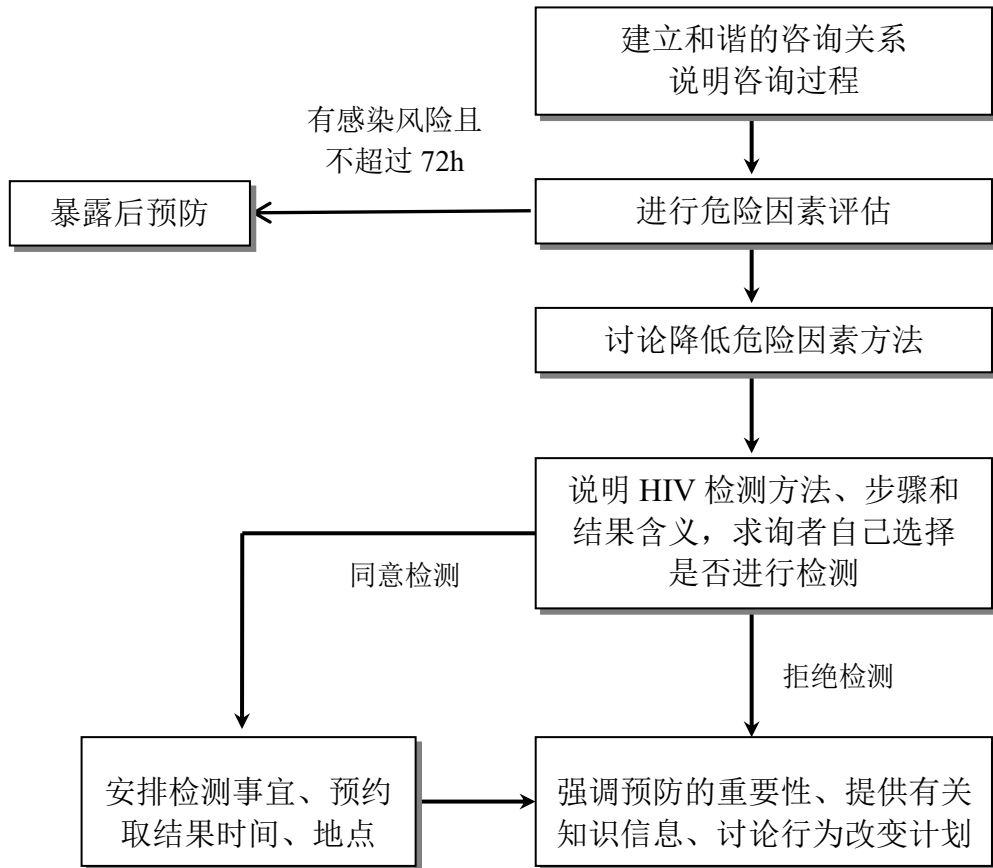 建立和谐的咨询关系
说明咨询过程
有感染风险且
不超过 72h
暴露后预防
进行危险因素评估
讨论降低危险因素方法
说明 HIV 检测方法、步骤和
结果含义，求询者自己选择
是否进行检测
同意检测
拒绝检测
安排检测事宜、预约
取结果时间、地点
强调预防的重要性、提供有关
知识信息、讨论行为改变计划